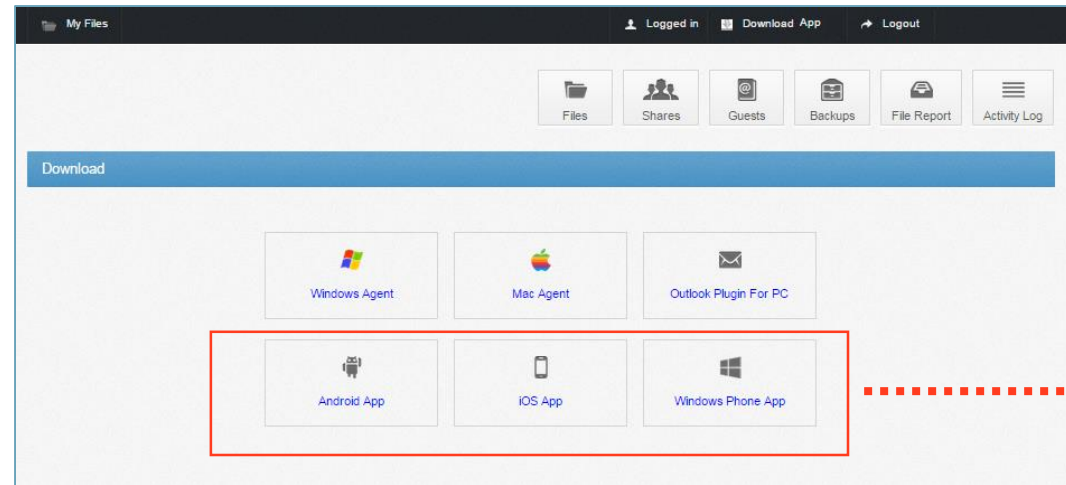 My Files Logged in Download App Logout
Files Shares Guests Backups File Report Activity Log
Download
Windows Agent Mac Agent Outlook Plugin For PC
Android App iOS App Windows Phone App